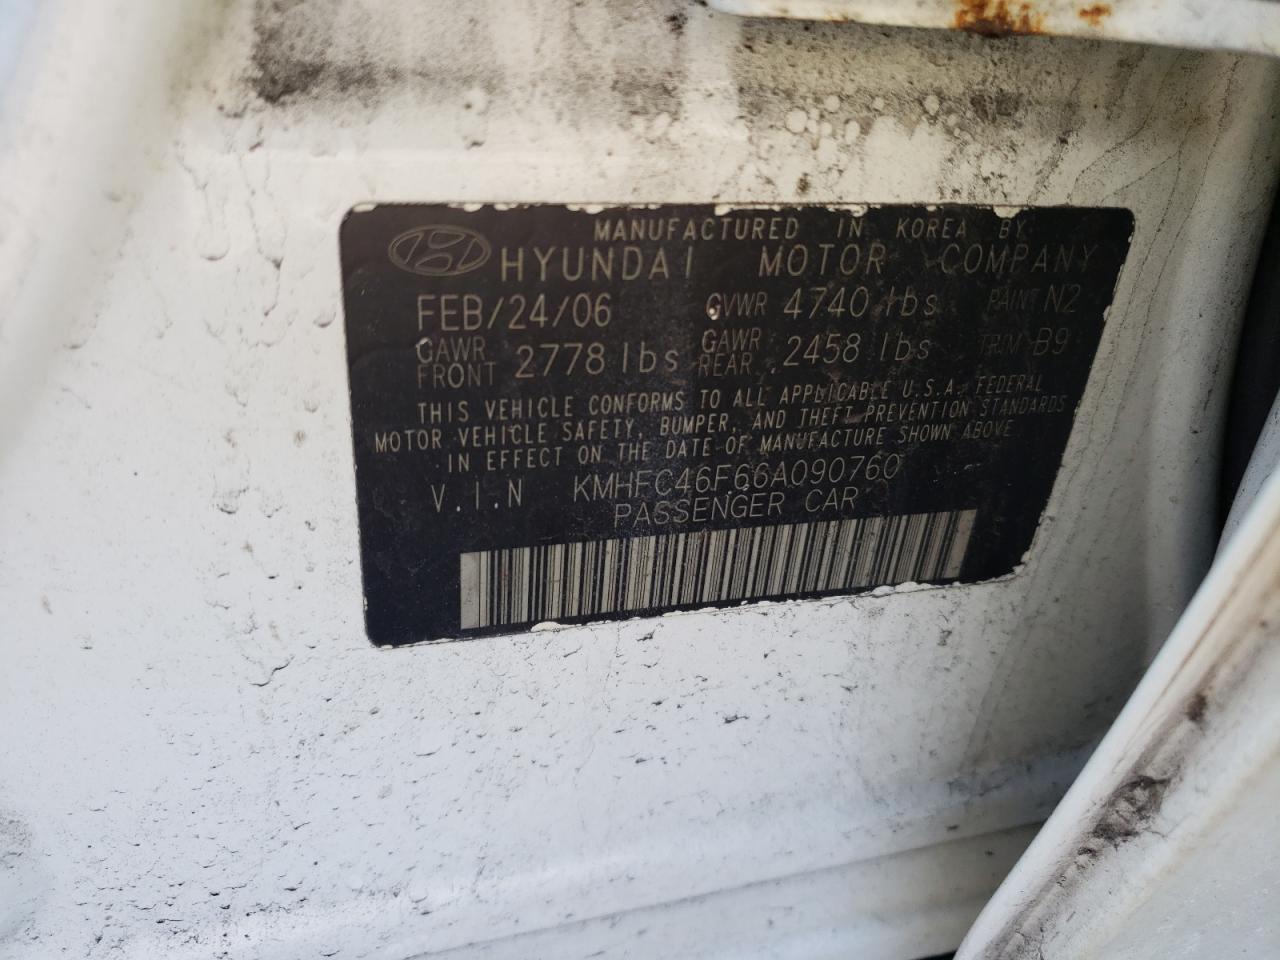 MANUFACTURED IN KOREA BY
HYUNDAI MOTOR COMPANY
FEB/24/06 GVWR 4740 lbs PAINT N2
GAWR FRONT 2778 lbs GAWR REAR 2458 lbs TRIM B9
THIS VEHICLE CONFORMS TO ALL APPLICABLE U.S.A. FEDERAL
MOTOR VEHICLE SAFETY, BUMPER, AND THEFT PREVENTION STANDARDS
IN EFFECT ON THE DATE OF MANUFACTURE SHOWN ABOVE
V.I.N KMHFC46F66A090760
PASSENGER CAR